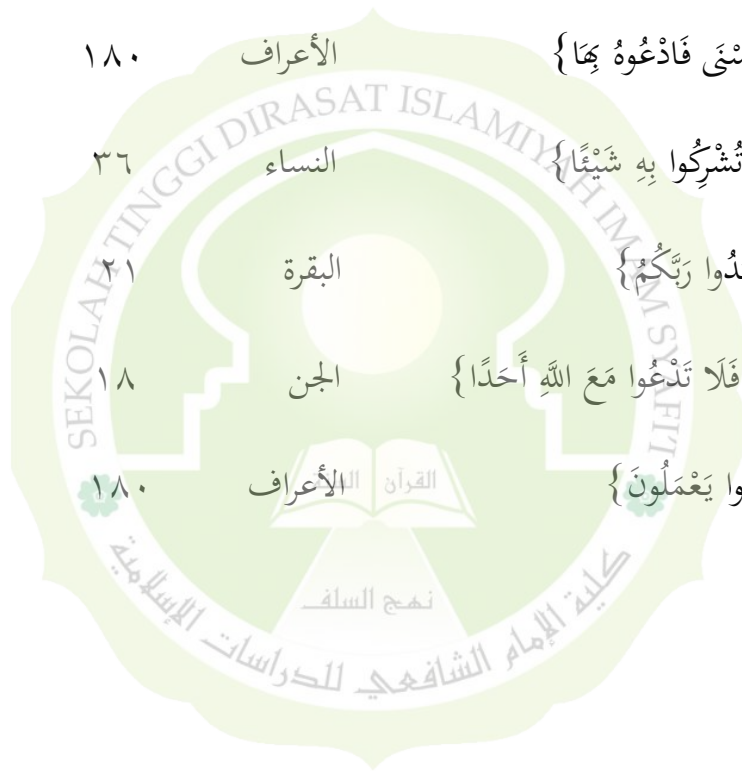 سْنَى فَادْعُوهُ بِهَا} الأعراف ١٨٠
تُشْرِكُوا بِهِ شَيْئًا} النساء ٣٦
دُوا رَبَّكُمُ} البقرة ٢١
فَلَا تَدْعُوا مَعَ اللَّهِ أَحَدًا} الجن ١٨
وا يَعْمَلُونَ} الأعراف ١٨٠
SEKOLAH TINGGI DIRASAT ISLAMIYAH IMAM SYAFI'I
القرآن السنة
نهج السلف
كلية الإمام الشافعي للدراسات الإسلامية